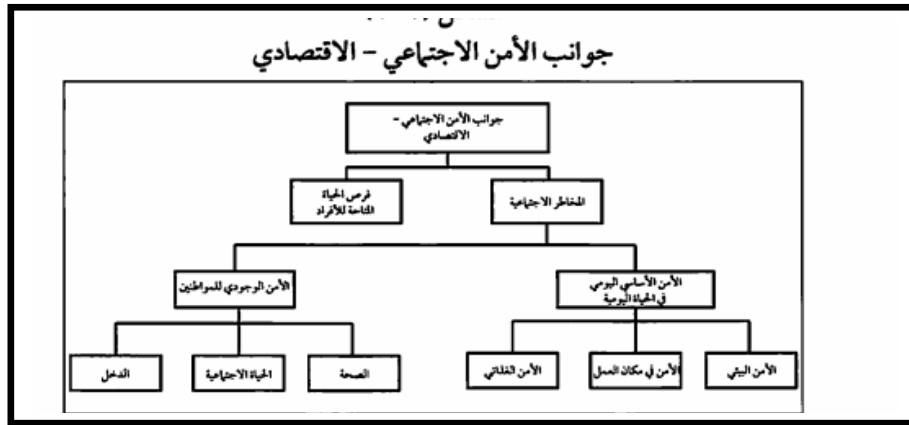 جوانب الأمن الاجتماعي – الاقتصادي
جوانب الأمن الاجتماعي –
الاقتصادي
المخاطر الاجتماعية
فرص الحياة
المتاحة للأفراد
الأمن الأساسي اليومي
في الحياة اليومية
الأمن الوجودي للمواطنين
الأمن البيئي
الأمن في مكان العمل
الأمن الغذائي
الصحة
الحياة الاجتماعية
الدخل